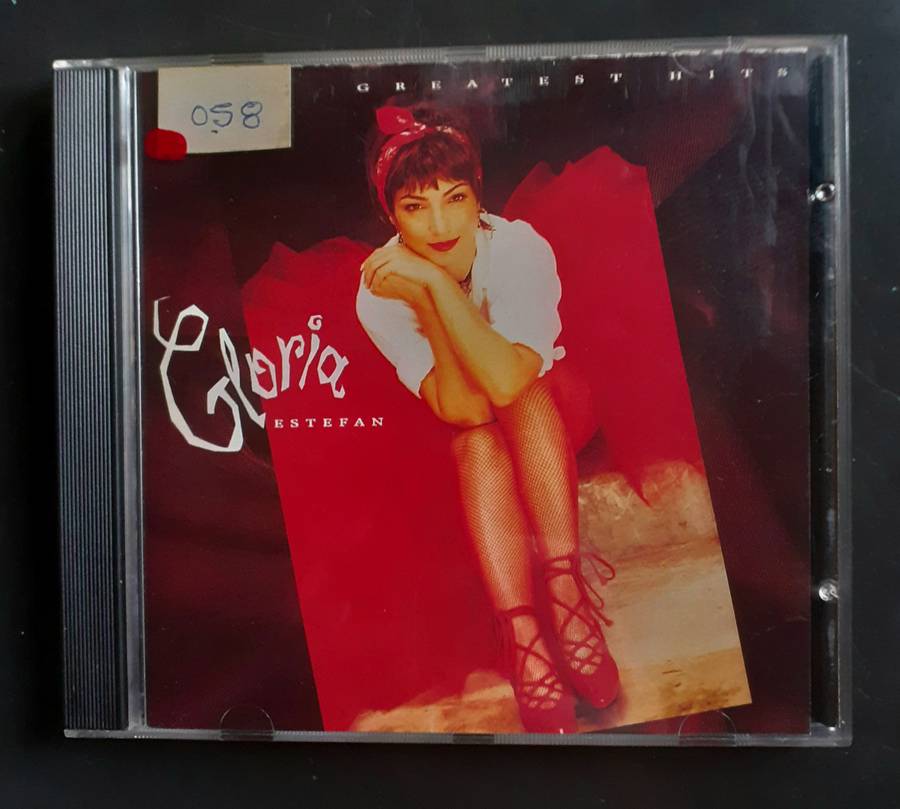 GREATEST HITS
058
Gloria
ESTEFAN